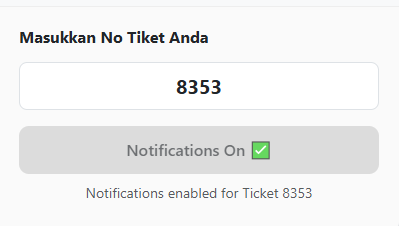 Masukkan No Tiket Anda
8353
Notifications On ✅
Notifications enabled for Ticket 8353